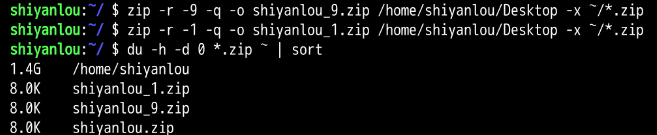 shiyanlou:~/ $ zip -r -9 -q -o shiyanlou_9.zip /home/shiyanlou/Desktop -x ~/*.zip
shiyanlou:~/ $ zip -r -1 -q -o shiyanlou_1.zip /home/shiyanlou/Desktop -x ~/*.zip
shiyanlou:~/ $ du -h -d 0 *.zip ~ | sort
1.4G    /home/shiyanlou
8.0K    shiyanlou_1.zip
8.0K    shiyanlou_9.zip
8.0K    shiyanlou.zip